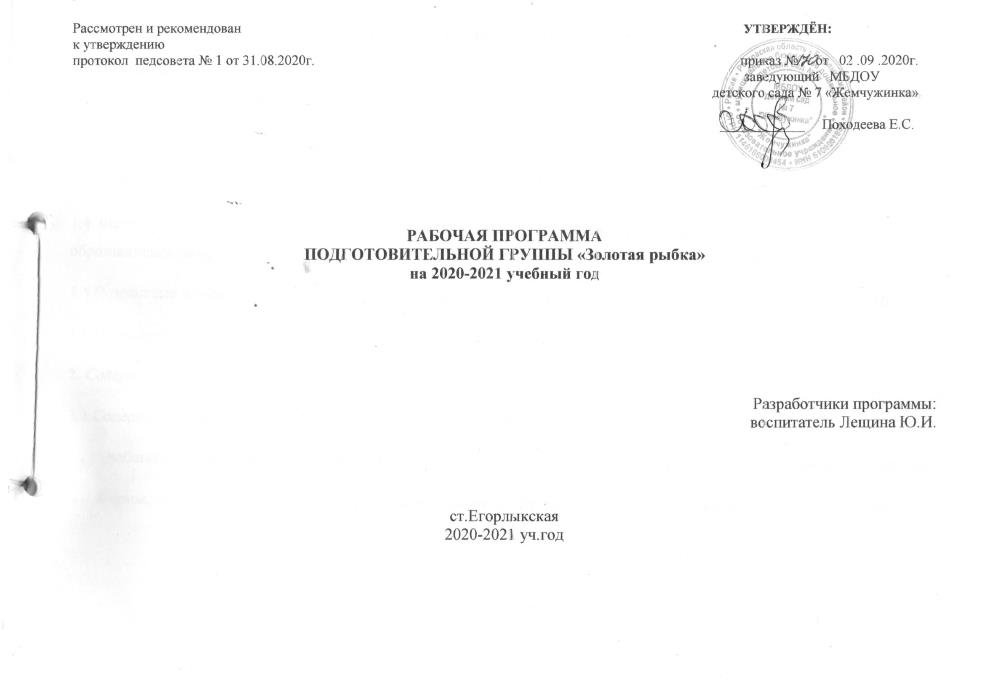 Рассмотрен и рекомендован
к утверждению
протокол педсовета № 1 от 31.08.2020г.
УТВЕРЖДЁН:
приказ № от 02 .09 .2020г.
заведующий МБДОУ
детского сада № 7 «Жемчужинка»
Походеева Е.С.
РАБОЧАЯ ПРОГРАММА
ПОДГОТОВИТЕЛЬНОЙ ГРУППЫ «Золотая рыбка»
на 2020-2021 учебный год
Разработчики программы:
воспитатель Лещина Ю.И.
ст.Егорлыкская
2020-2021 уч.год